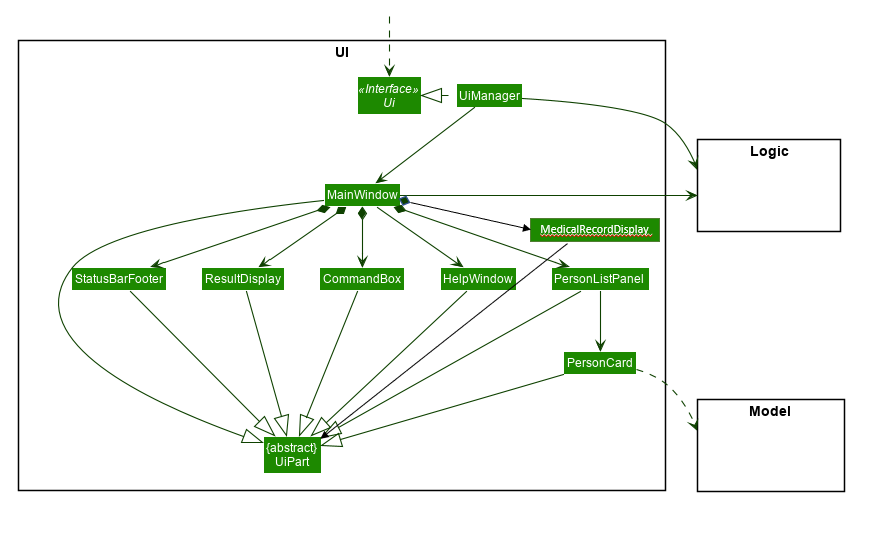 UI
«Interface»
Ui
UiManager
Logic
MainWindow
MedicalRecordDisplay
StatusBarFooter
ResultDisplay
CommandBox
HelpWindow
PersonListPanel
PersonCard
Model
{abstract}
UiPart